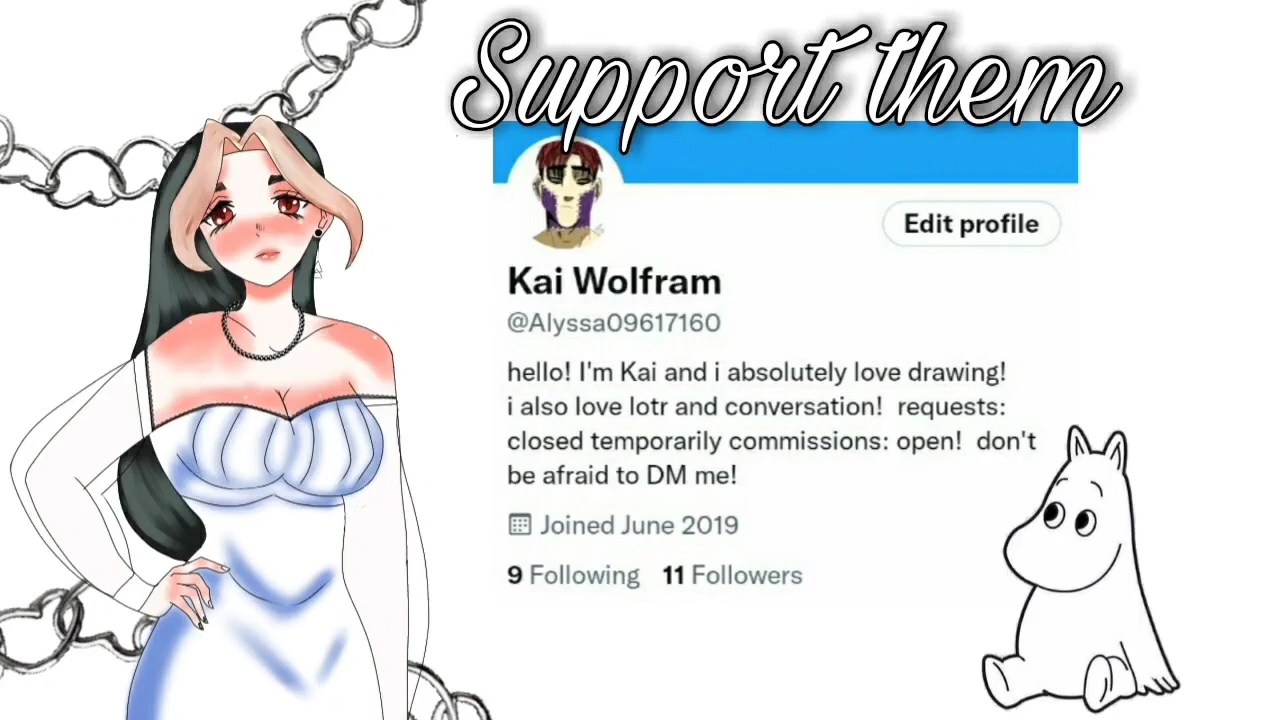 Support them
Edit profile
Kai Wolfram
@Alyssa09617160
hello! I'm Kai and i absolutely love drawing!
i also love lotr and conversation! requests:
closed temporarily commissions: open! don't
be afraid to DM me!
Joined June 2019
9 Following 11 Followers